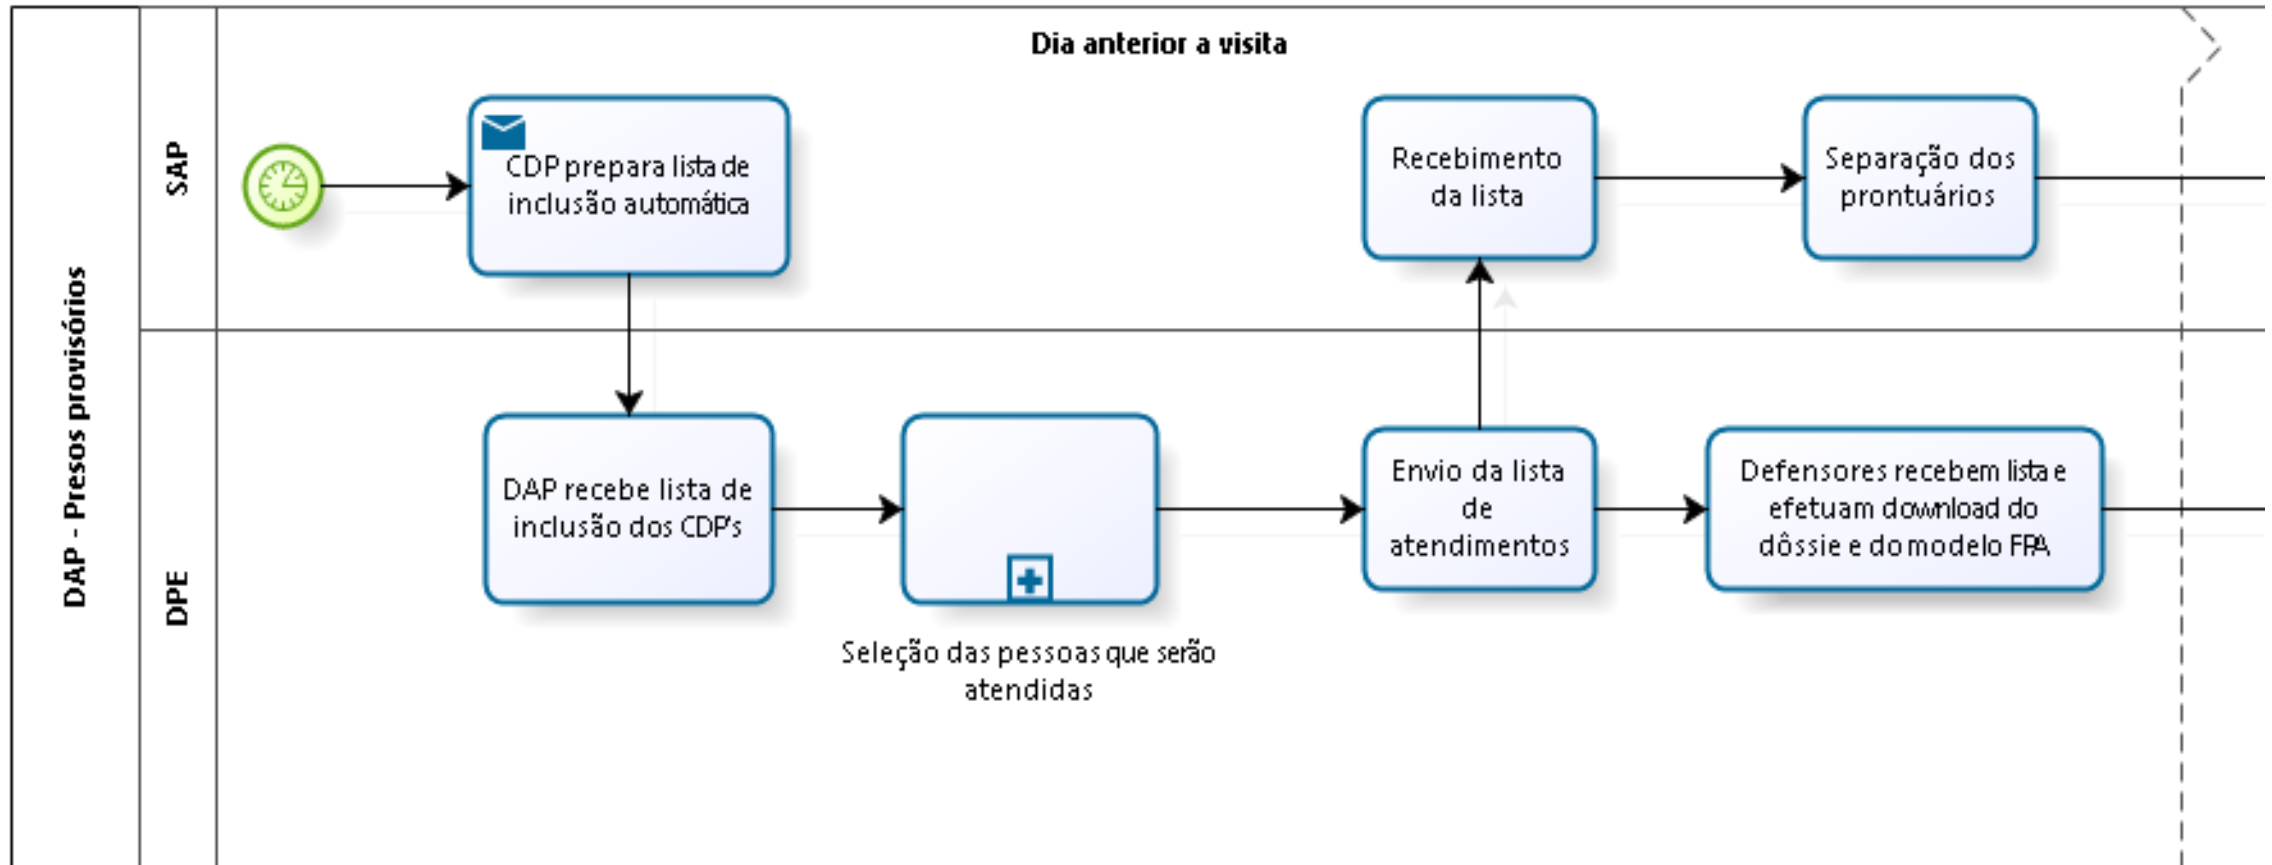 Dia anterior a visita
DAP - Presos provisórios
SAP
CDP prepara lista de
inclusão automática
Recebimento
da lista
Separação dos
prontuários
DPE
DAP recebe lista de
inclusão dos CDP's
Seleção das pessoas que serão
atendidas
Envio da lista
de
atendimentos
Defensores recebem lista e
efetuam download do
dôssie e do modelo FPA